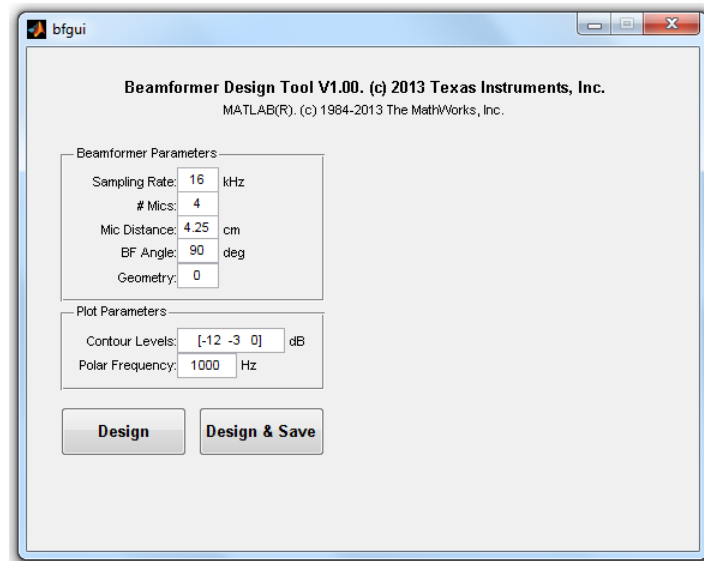 bfgui
Beamformer Design Tool V1.00. (c) 2013 Texas Instruments, Inc.
MATLAB(R). (c) 1984-2013 The MathWorks, Inc.
Beamformer Parameters
Sampling Rate: 16 kHz
# Mics: 4
Mic Distance: 4.25 cm
BF Angle: 90 deg
Geometry: 0
Plot Parameters
Contour Levels: [-12 -3 0] dB
Polar Frequency: 1000 Hz
Design Design & Save